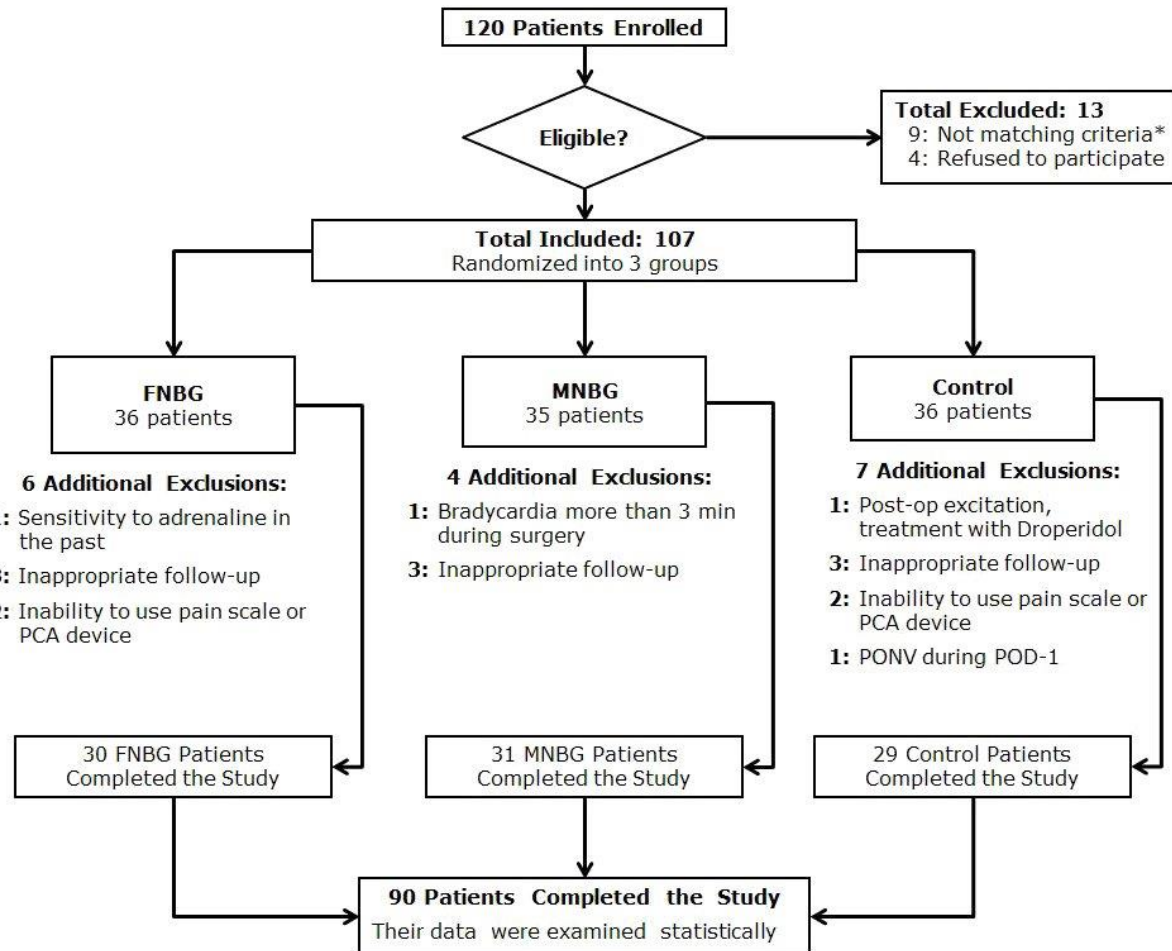 120 Patients Enrolled
Eligible?
Total Excluded: 13
9: Not matching criteria*
4: Refused to participate
Total Included: 107
Randomized into 3 groups
FNBG
36 patients
MNBG
35 patients
Control
36 patients
6 Additional Exclusions:
1: Sensitivity to adrenaline in
the past
3: Inappropriate follow-up
2: Inability to use pain scale or
PCA device
4 Additional Exclusions:
1: Bradycardia more than 3 min
during surgery
3: Inappropriate follow-up
7 Additional Exclusions:
1: Post-op excitation,
treatment with Droperidol
3: Inappropriate follow-up
2: Inability to use pain scale or
PCA device
1: PONV during POD-1
30 FNBG Patients
Completed the Study
31 MNBG Patients
Completed the Study
29 Control Patients
Completed the Study
90 Patients Completed the Study
Their data were examined statistically